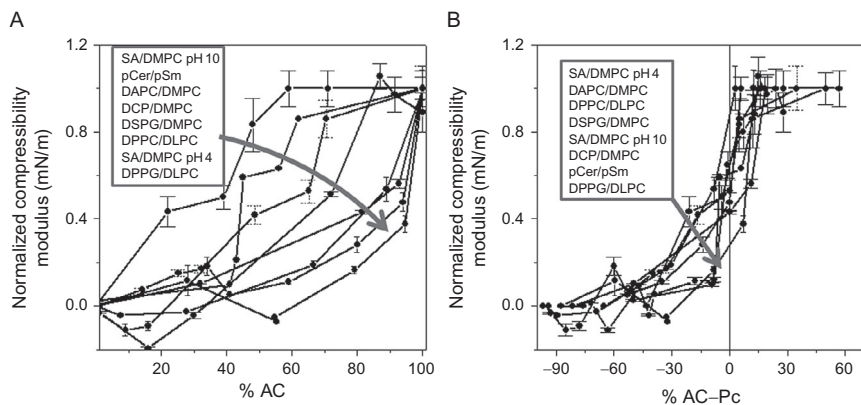 A
Normalized compressibility
modulus (mN/m)
1.2
0.8
0.4
0.0
SA/DMPC pH 10
pCer/pSm
DAPC/DMPC
DCP/DMPC
DSPG/DMPC
DPPC/DLPC
SA/DMPC pH 4
DPPG/DLPC
20
40
60
80
100
% AC
B
Normalized compressibility
modulus (mN/m)
1.2
0.8
0.4
0.0
SA/DMPC pH 4
DAPC/DMPC
DPPC/DLPC
DSPG/DMPC
SA/DMPC pH 10
DCP/DMPC
pCer/pSm
DPPG/DLPC
−90
−60
−30
0
30
60
% AC–Pc